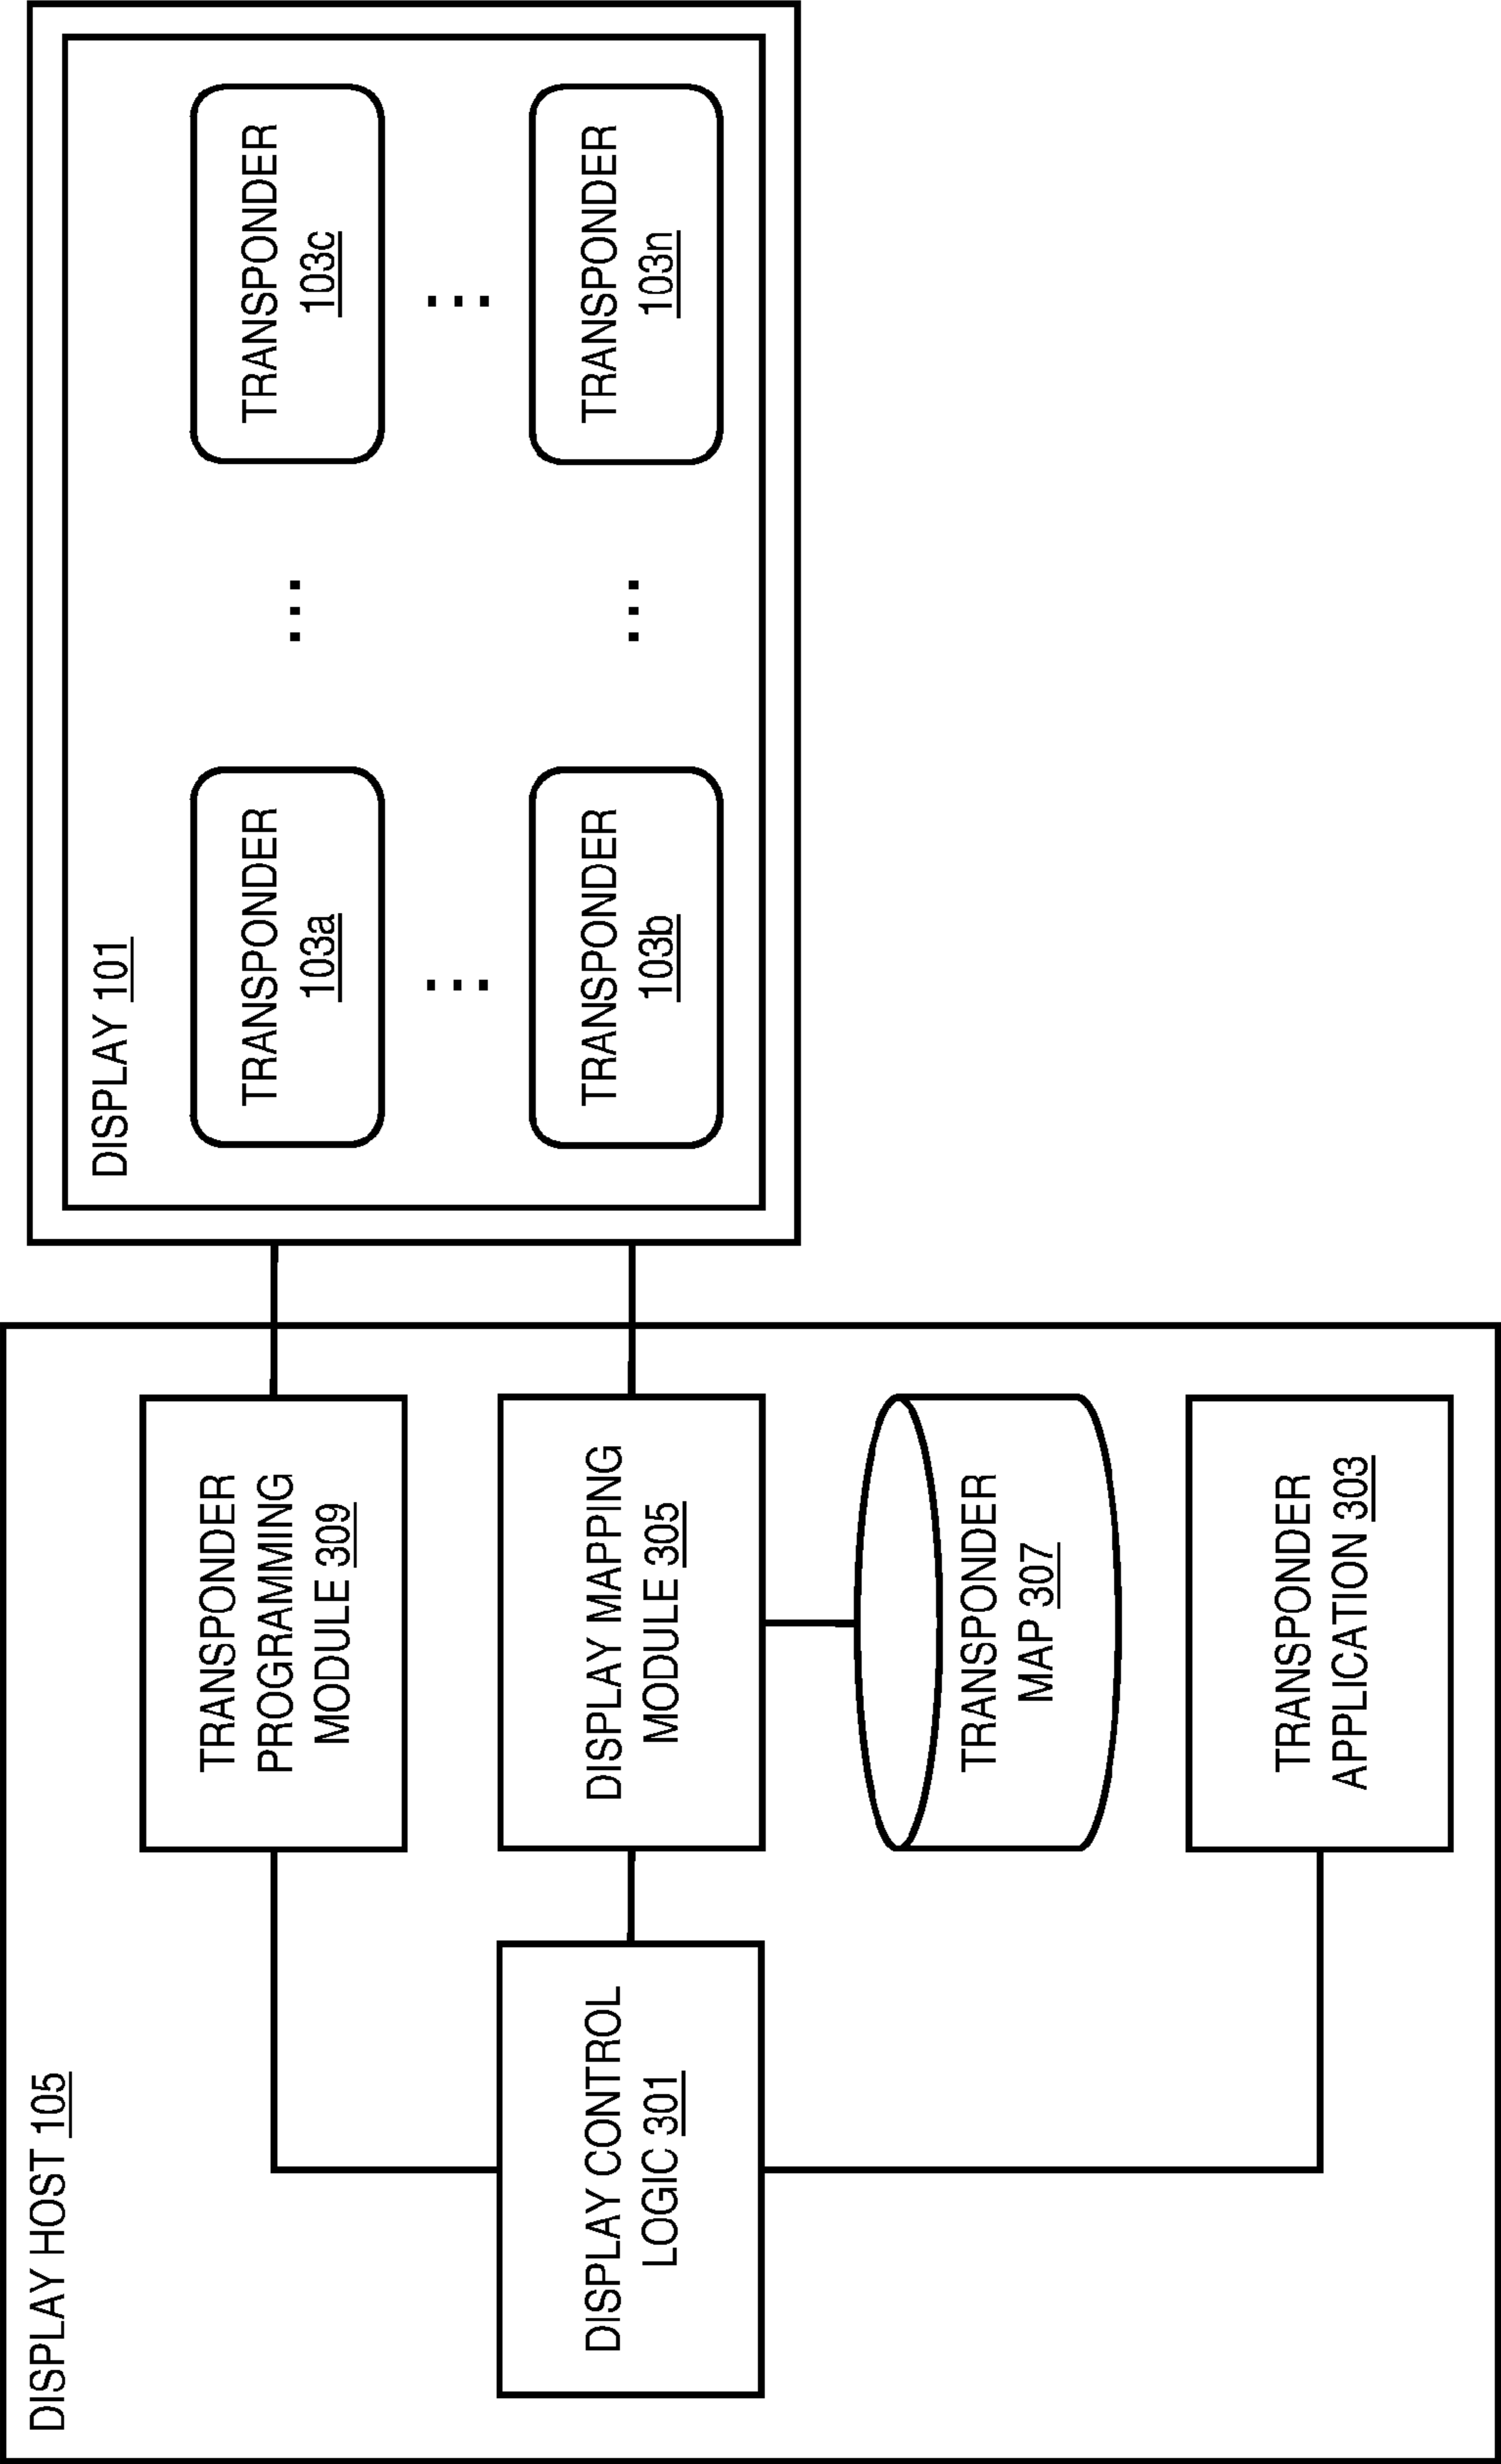 DISPLAY HOST 105
TRANSPONDER
PROGRAMMING
MODULE 309
DISPLAY CONTROL
LOGIC 301
DISPLAY MAPPING
MODULE 305
TRANSPONDER
MAP 307
TRANSPONDER
APPLICATION 303
DISPLAY 101
TRANSPONDER
103a
...
TRANSPONDER
103c
...
...
TRANSPONDER
103b
...
TRANSPONDER
103n